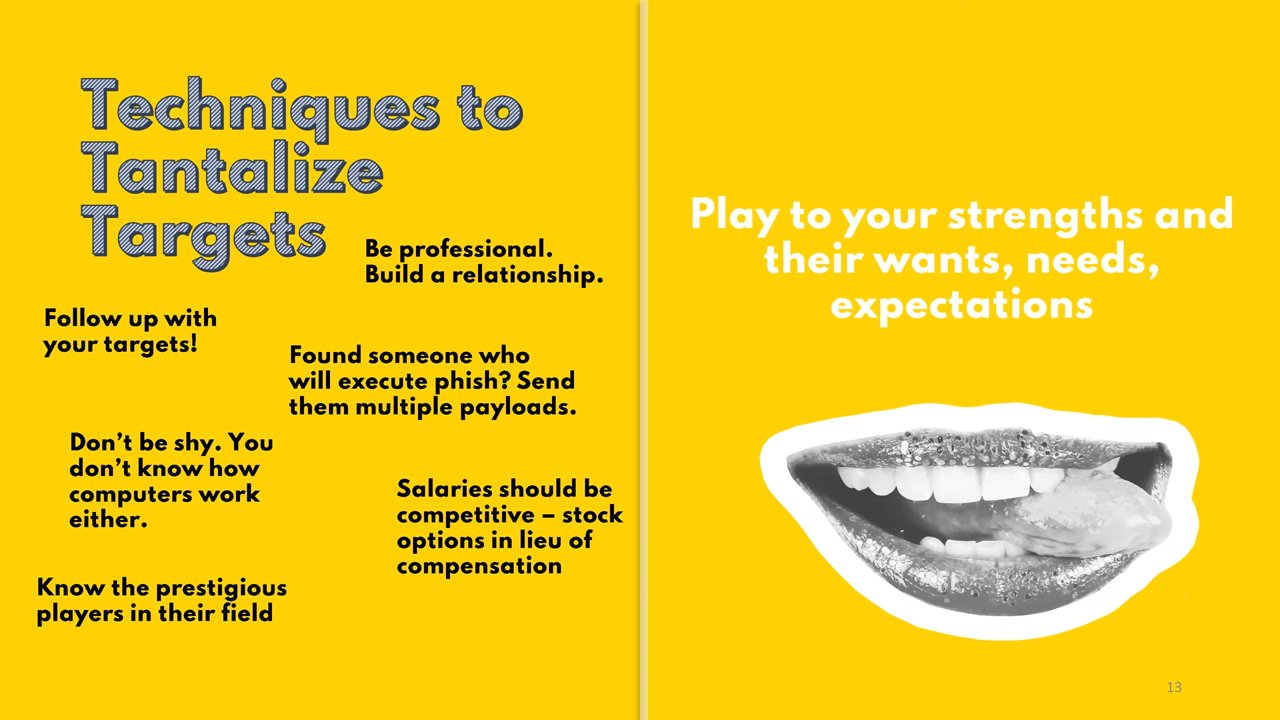 Techniques to
Tantalize
Targets
Be professional.
Build a relationship.
Follow up with
your targets!
Found someone who
will execute phish? Send
them multiple payloads.
Don’t be shy. You
don’t know how
computers work
either.
Salaries should be
competitive – stock
options in lieu of
compensation
Know the prestigious
players in their field
Play to your strengths and
their wants, needs,
expectations
13